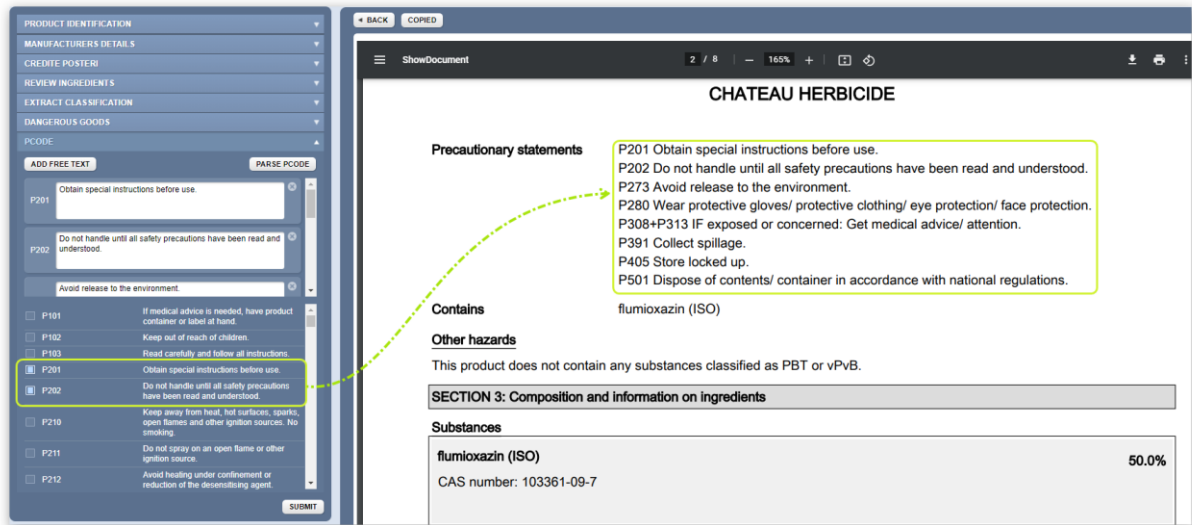 PRODUCT IDENTIFICATION
MANUFACTURERS DETAILS
CREDITE POSTERI
REVIEW INGREDIENTS
EXTRACT CLASSIFICATION
DANGEROUS GOODS
PCODE
ADD FREE TEXT
PARSE PCODE
P201
Obtain special instructions before use.
P202
Do not handle until all safety precautions have been read and
understood.
Avoid release to the environment.
P101
If medical advice is needed, have product
container or label at hand.
P102
Keep out of reach of children.
P103
Read carefully and follow all instructions.
P201
Obtain special instructions before use.
P202
Do not handle until all safety precautions
have been read and understood.
P210
Keep away from heat, hot surfaces, sparks,
open flames and other ignition sources. No
smoking.
P211
Do not spray on an open flame or other
ignition source.
P212
Avoid heating under confinement or
reduction of the desensitising agent.
SUBMIT
BACK
COPIED
ShowDocument
2 / 8
165%
CHATEAU HERBICIDE
Precautionary statements
P201 Obtain special instructions before use.
P202 Do not handle until all safety precautions have been read and understood.
P273 Avoid release to the environment.
P280 Wear protective gloves/ protective clothing/ eye protection/ face protection.
P308+P313 IF exposed or concerned: Get medical advice/ attention.
P391 Collect spillage.
P405 Store locked up.
P501 Dispose of contents/ container in accordance with national regulations.
Contains
flumioxazin (ISO)
Other hazards
This product does not contain any substances classified as PBT or vPvB.
SECTION 3: Composition and information on ingredients
Substances
flumioxazin (ISO)
50.0%
CAS number: 103361-09-7